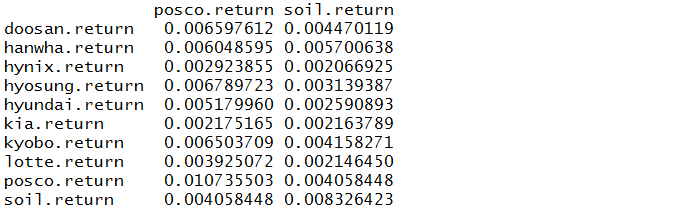 posco.return soil.return
doosan.return 0.006597612 0.004470119
hanwha.return 0.006048595 0.005700638
hynix.return 0.002923855 0.002066925
hyosung.return 0.006789723 0.003139387
hyundai.return 0.005179960 0.002590893
kia.return 0.002175165 0.002163789
kyobo.return 0.006503709 0.004158271
lotte.return 0.003925072 0.002146450
posco.return 0.010735503 0.004058448
soil.return 0.004058448 0.008326423